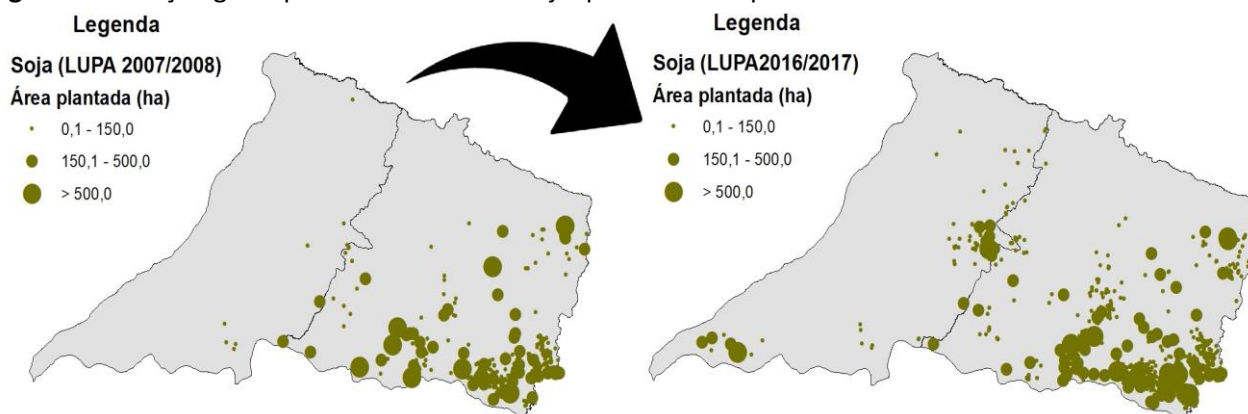 Legenda
Soja (LUPA 2007/2008)
Área plantada (ha)
0,1 - 150,0
150,1 - 500,0
> 500,0
Legenda
Soja (LUPA2016/2017)
Área plantada (ha)
0,1 - 150,0
150,1 - 500,0
> 500,0